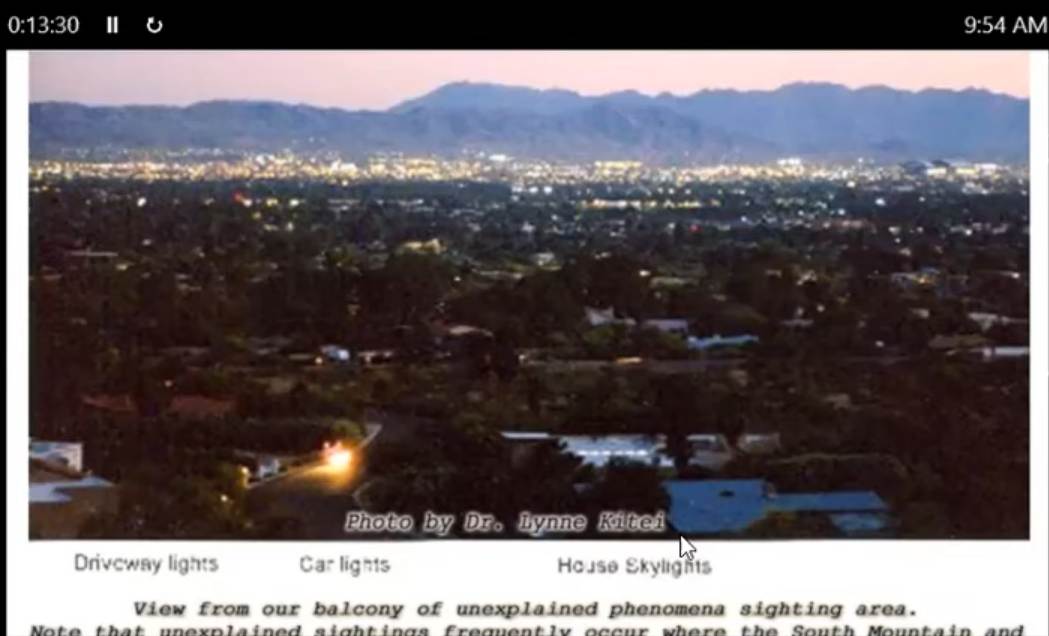 0:13:30
9:54 AM
Photo by Dr. Lynne Kitei
Driveway lights Car lights House Skylights
View from our balcony of unexplained phenomena sighting area.
Note that unexplained sightings frequently occur where the South Mountain and